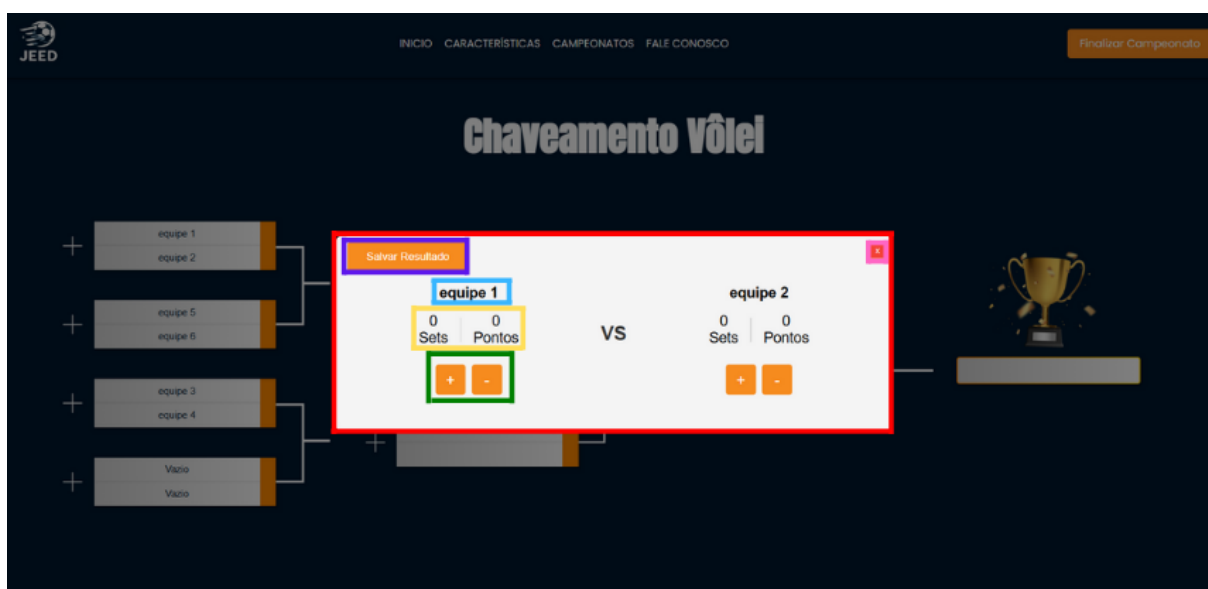 JEED
INICIO CARACTERÍSTICAS CAMPEONATOS FALE CONOSCO
Finalizar Campeonato
Chaveamento Vôlei
equipe 1
equipe 2
equipe 5
equipe 6
equipe 3
equipe 4
Vazio
Vazio
Salvar Resultado
x
equipe 1
0 0
Sets Pontos
+ -
VS
equipe 2
0 0
Sets Pontos
+ -